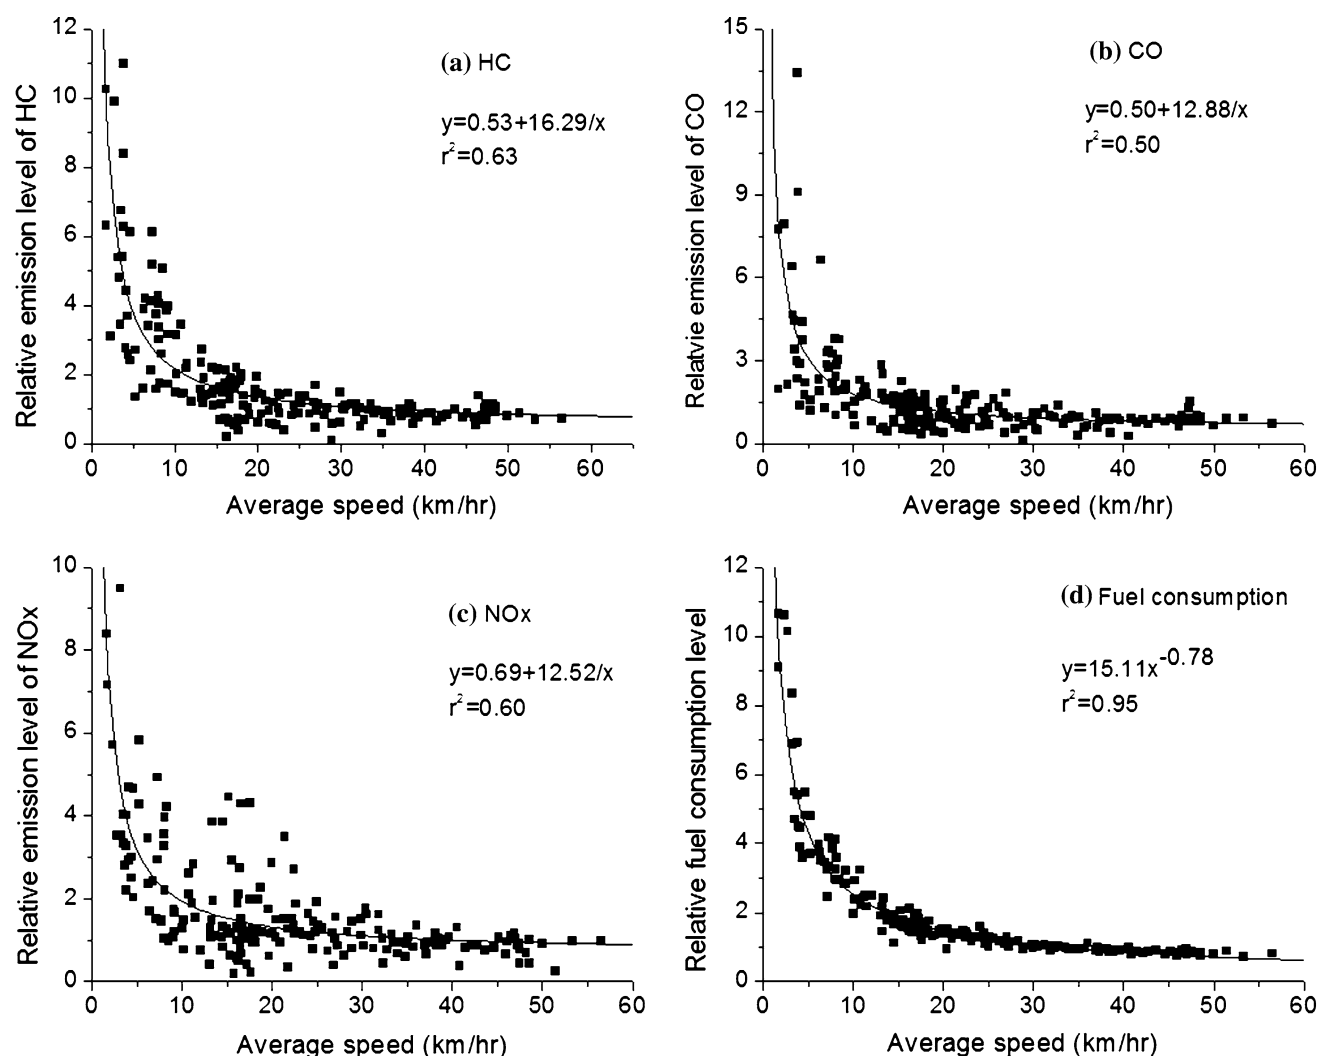 (a) HC
y=0.53+16.29/x
r²=0.63
Relative emission level of HC
12
10
8
6
4
2
0
0 10 20 30 40 50 60
Average speed (km/hr)
(b) CO
y=0.50+12.88/x
r²=0.50
Relatvie emission level of CO
15
12
9
6
3
0
0 10 20 30 40 50 60
Average speed (km/hr)
(c) NOx
y=0.69+12.52/x
r²=0.60
Relative emission level of NOx
10
8
6
4
2
0
0 10 20 30 40 50 60
Average speed (km/hr)
(d) Fuel consumption
y=15.11x^-0.78
r²=0.95
Relative fuel consumption level
12
10
8
6
4
2
0
0 10 20 30 40 50 60
Average speed (km/hr)